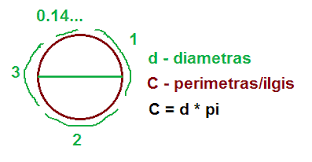 0.14...
1
3
2
d - diametras
C - perimetras/ilgis
C = d * pi